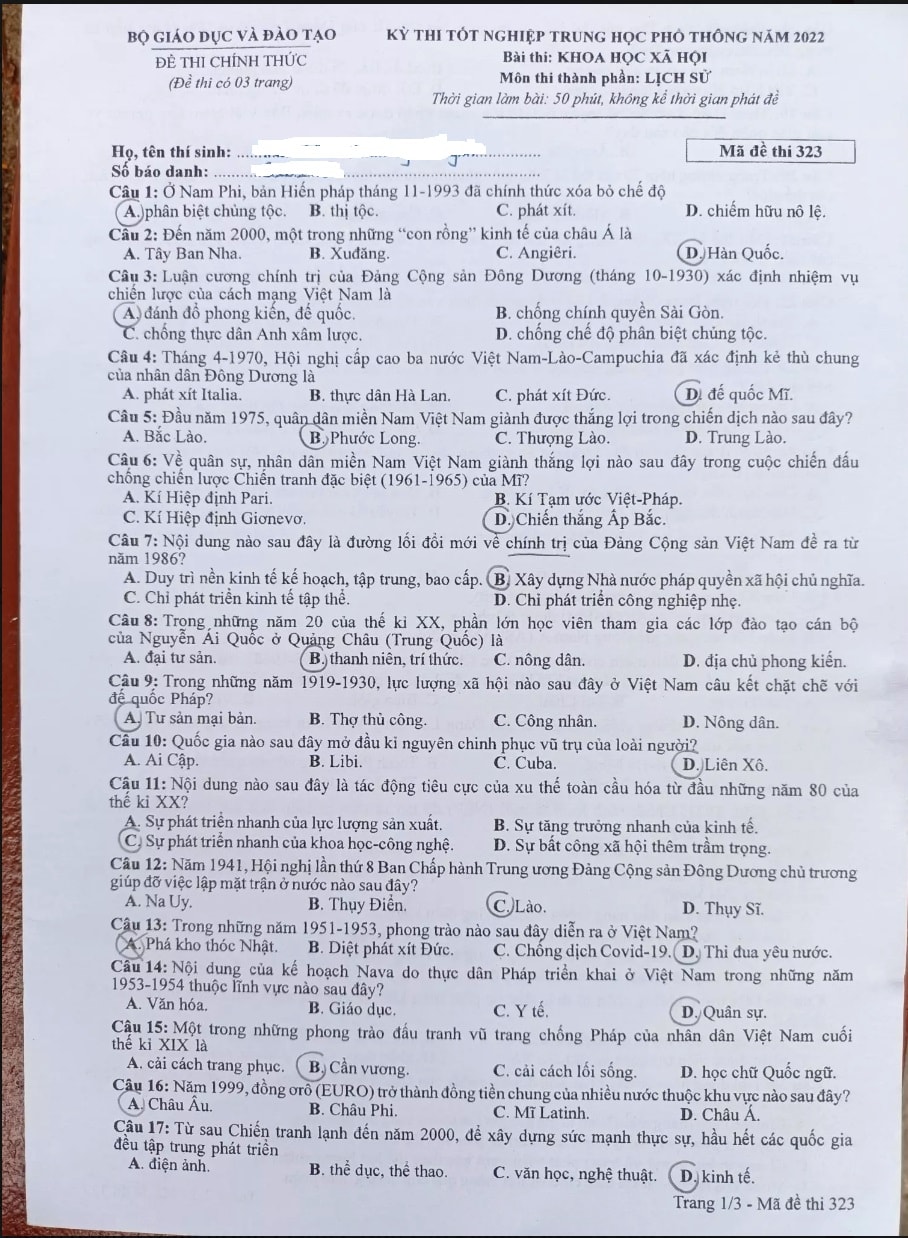 BỘ GIÁO DỤC VÀ ĐÀO TẠO
ĐỀ THI CHÍNH THỨC
(Đề thi có 03 trang)
KỲ THI TỐT NGHIỆP TRUNG HỌC PHỔ THÔNG NĂM 2022
Bài thi: KHOA HỌC XÃ HỘI
Môn thi thành phần: LỊCH SỬ
Thời gian làm bài: 50 phút, không kể thời gian phát đề
Họ, tên thí sinh:
Số báo danh:
Mã đề thi 323
Câu 1: Ở Nam Phi, bản Hiến pháp tháng 11-1993 đã chính thức xóa bỏ chế độ
A. phân biệt chủng tộc. B. thị tộc. C. phát xít. D. chiếm hữu nô lệ.
Câu 2: Đến năm 2000, một trong những “con rồng” kinh tế của châu Á là
A. Tây Ban Nha. B. Xuđăng. C. Angiêri. D. Hàn Quốc.
Câu 3: Luận cương chính trị của Đảng Cộng sản Đông Dương (tháng 10-1930) xác định nhiệm vụ
chiến lược của cách mạng Việt Nam là
A. đánh đổ phong kiến, đế quốc. B. chống chính quyền Sài Gòn.
C. chống thực dân Anh xâm lược. D. chống chế độ phân biệt chủng tộc.
Câu 4: Tháng 4-1970, Hội nghị cấp cao ba nước Việt Nam-Lào-Campuchia đã xác định kẻ thù chung
của nhân dân Đông Dương là
A. phát xít Italia. B. thực dân Hà Lan. C. phát xít Đức. D. đế quốc Mĩ.
Câu 5: Đầu năm 1975, quân dân miền Nam Việt Nam giành được thắng lợi trong chiến dịch nào sau đây?
A. Bắc Lào. B. Phước Long. C. Thượng Lào. D. Trung Lào.
Câu 6: Về quân sự, nhân dân miền Nam Việt Nam giành thắng lợi nào sau đây trong cuộc chiến đấu
chống chiến lược Chiến tranh đặc biệt (1961-1965) của Mĩ?
A. Kí Hiệp định Pari. B. Kí Tạm ước Việt-Pháp.
C. Kí Hiệp định Giơnevơ. D. Chiến thắng Ấp Bắc.
Câu 7: Nội dung nào sau đây là đường lối đổi mới về chính trị của Đảng Cộng sản Việt Nam đề ra từ
năm 1986?
A. Duy trì nền kinh tế kế hoạch, tập trung, bao cấp. B. Xây dựng Nhà nước pháp quyền xã hội chủ nghĩa.
C. Chỉ phát triển kinh tế tập thể. D. Chỉ phát triển công nghiệp nhẹ.
Câu 8: Trong những năm 20 của thế kỉ XX, phần lớn học viên tham gia các lớp đào tạo cán bộ
của Nguyễn Ái Quốc ở Quảng Châu (Trung Quốc) là
A. đại tư sản. B. thanh niên, trí thức. C. nông dân. D. địa chủ phong kiến.
Câu 9: Trong những năm 1919-1930, lực lượng xã hội nào sau đây ở Việt Nam câu kết chặt chẽ với
đế quốc Pháp?
A. Tư sản mại bản. B. Thợ thủ công. C. Công nhân. D. Nông dân.
Câu 10: Quốc gia nào sau đây mở đầu kỉ nguyên chinh phục vũ trụ của loài người?
A. Ai Cập. B. Libi. C. Cuba. D. Liên Xô.
Câu 11: Nội dung nào sau đây là tác động tiêu cực của xu thế toàn cầu hóa từ đầu những năm 80 của
thế kỉ XX?
A. Sự phát triển nhanh của lực lượng sản xuất. B. Sự tăng trưởng nhanh của kinh tế.
C. Sự phát triển nhanh của khoa học-công nghệ. D. Sự bất công xã hội thêm trầm trọng.
Câu 12: Năm 1941, Hội nghị lần thứ 8 Ban Chấp hành Trung ương Đảng Cộng sản Đông Dương chủ trương
giúp đỡ việc lập mặt trận ở nước nào sau đây?
A. Na Uy. B. Thụy Điển. C. Lào. D. Thụy Sĩ.
Câu 13: Trong những năm 1951-1953, phong trào nào sau đây diễn ra ở Việt Nam?
A. Phá kho thóc Nhật. B. Diệt phát xít Đức. C. Chống dịch Covid-19. D. Thi đua yêu nước.
Câu 14: Nội dung của kế hoạch Nava do thực dân Pháp triển khai ở Việt Nam trong những năm
1953-1954 thuộc lĩnh vực nào sau đây?
A. Văn hóa. B. Giáo dục. C. Y tế. D. Quân sự.
Câu 15: Một trong những phong trào đấu tranh vũ trang chống Pháp của nhân dân Việt Nam cuối
thế kỉ XIX là
A. cải cách trang phục. B. Cần vương. C. cải cách lối sống. D. học chữ Quốc ngữ.
Câu 16: Năm 1999, đồng ơrô (EURO) trở thành đồng tiền chung của nhiều nước thuộc khu vực nào sau đây?
A. Châu Âu. B. Châu Phi. C. Mĩ Latinh. D. Châu Á.
Câu 17: Từ sau Chiến tranh lạnh đến năm 2000, để xây dựng sức mạnh thực sự, hầu hết các quốc gia
đều tập trung phát triển
A. điện ảnh. B. thể dục, thể thao. C. văn học, nghệ thuật. D. kinh tế.
Trang 1/3 - Mã đề thi 323